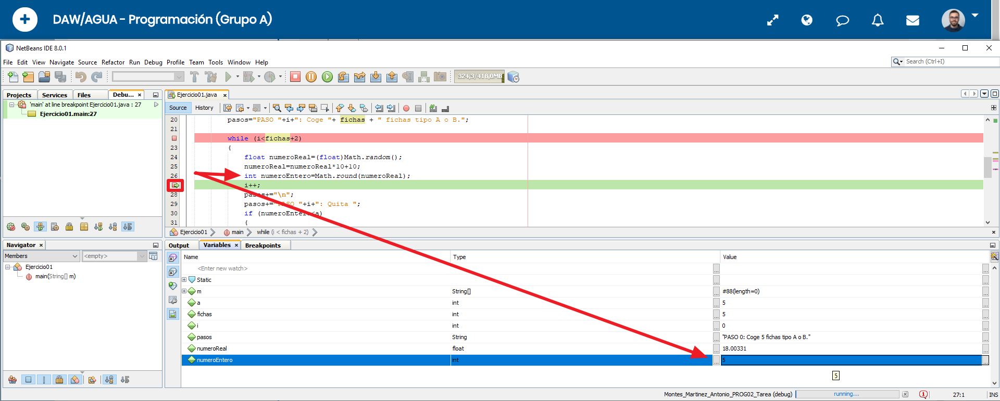 DAW/AGUA - Programación (Grupo A)
NetBeans IDE 8.0.1
File Edit View Navigate Source Refactor Run Debug Profile Team Tools Window Help
Search (Ctrl+I)
324,3/418,0MB
Projects Services Files Debu... x
'main' at line breakpoint Ejercicio01.java : 27
Ejercicio01.main:27
Ejercicio01.java x
Source History
20 pasos="PASO "+i+": Coge "+ fichas + " fichas tipo A o B.";
21
while (i<fichas+2)
23 {
24 float numeroReal=(float)Math.random();
25 numeroReal=numeroReal*10+10;
26 int numeroEntero=Math.round(numeroReal);
i++;
28 pasos+="\n";
29 pasos+="PASO "+i+": Quita ";
30 if (numeroEntero<a)
31 {
Ejercicio01 main while (i < fichas + 2)
Navigator x
Members <empty>
Ejercicio01
main(String[] m)
Output Variables x Breakpoints
Name Type Value
<Enter new watch>
Static
m String[] #88(length=0)
a int 5
fichas int 5
i int 0
pasos String "PASO 0: Coge 5 fichas tipo A o B."
numeroReal float 18.00331
numeroEntero int 5
5
Montes_Martinez_Antonio_PROG02_Tarea (debug) running... 1 27:1 INS